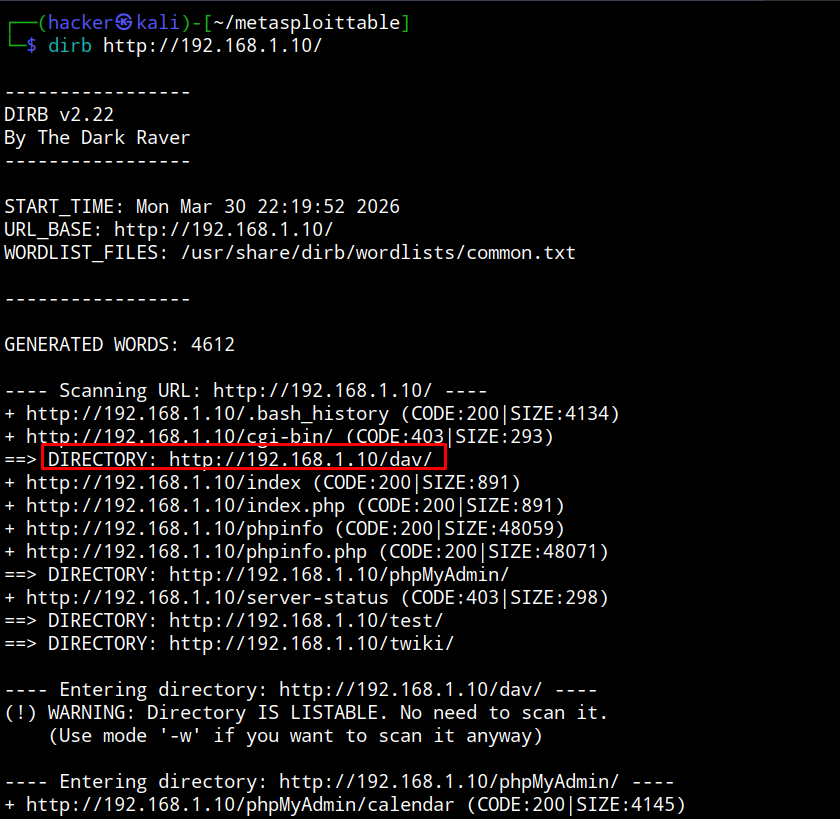 ┌──(hacker㉿kali)-[~/metasploittable]
└─$ dirb http://192.168.1.10/
-----------------
DIRB v2.22
By The Dark Raver
-----------------
START_TIME: Mon Mar 30 22:19:52 2026
URL_BASE: http://192.168.1.10/
WORDLIST_FILES: /usr/share/dirb/wordlists/common.txt
-----------------
GENERATED WORDS: 4612
---- Scanning URL: http://192.168.1.10/ ----
+ http://192.168.1.10/.bash_history (CODE:200|SIZE:4134)
+ http://192.168.1.10/cgi-bin/ (CODE:403|SIZE:293)
==> DIRECTORY: http://192.168.1.10/dav/
+ http://192.168.1.10/index (CODE:200|SIZE:891)
+ http://192.168.1.10/index.php (CODE:200|SIZE:891)
+ http://192.168.1.10/phpinfo (CODE:200|SIZE:48059)
+ http://192.168.1.10/phpinfo.php (CODE:200|SIZE:48071)
==> DIRECTORY: http://192.168.1.10/phpMyAdmin/
+ http://192.168.1.10/server-status (CODE:403|SIZE:298)
==> DIRECTORY: http://192.168.1.10/test/
==> DIRECTORY: http://192.168.1.10/twiki/
---- Entering directory: http://192.168.1.10/dav/ ----
(!) WARNING: Directory IS LISTABLE. No need to scan it.
(Use mode '-w' if you want to scan it anyway)
---- Entering directory: http://192.168.1.10/phpMyAdmin/ ----
+ http://192.168.1.10/phpMyAdmin/calendar (CODE:200|SIZE:4145)